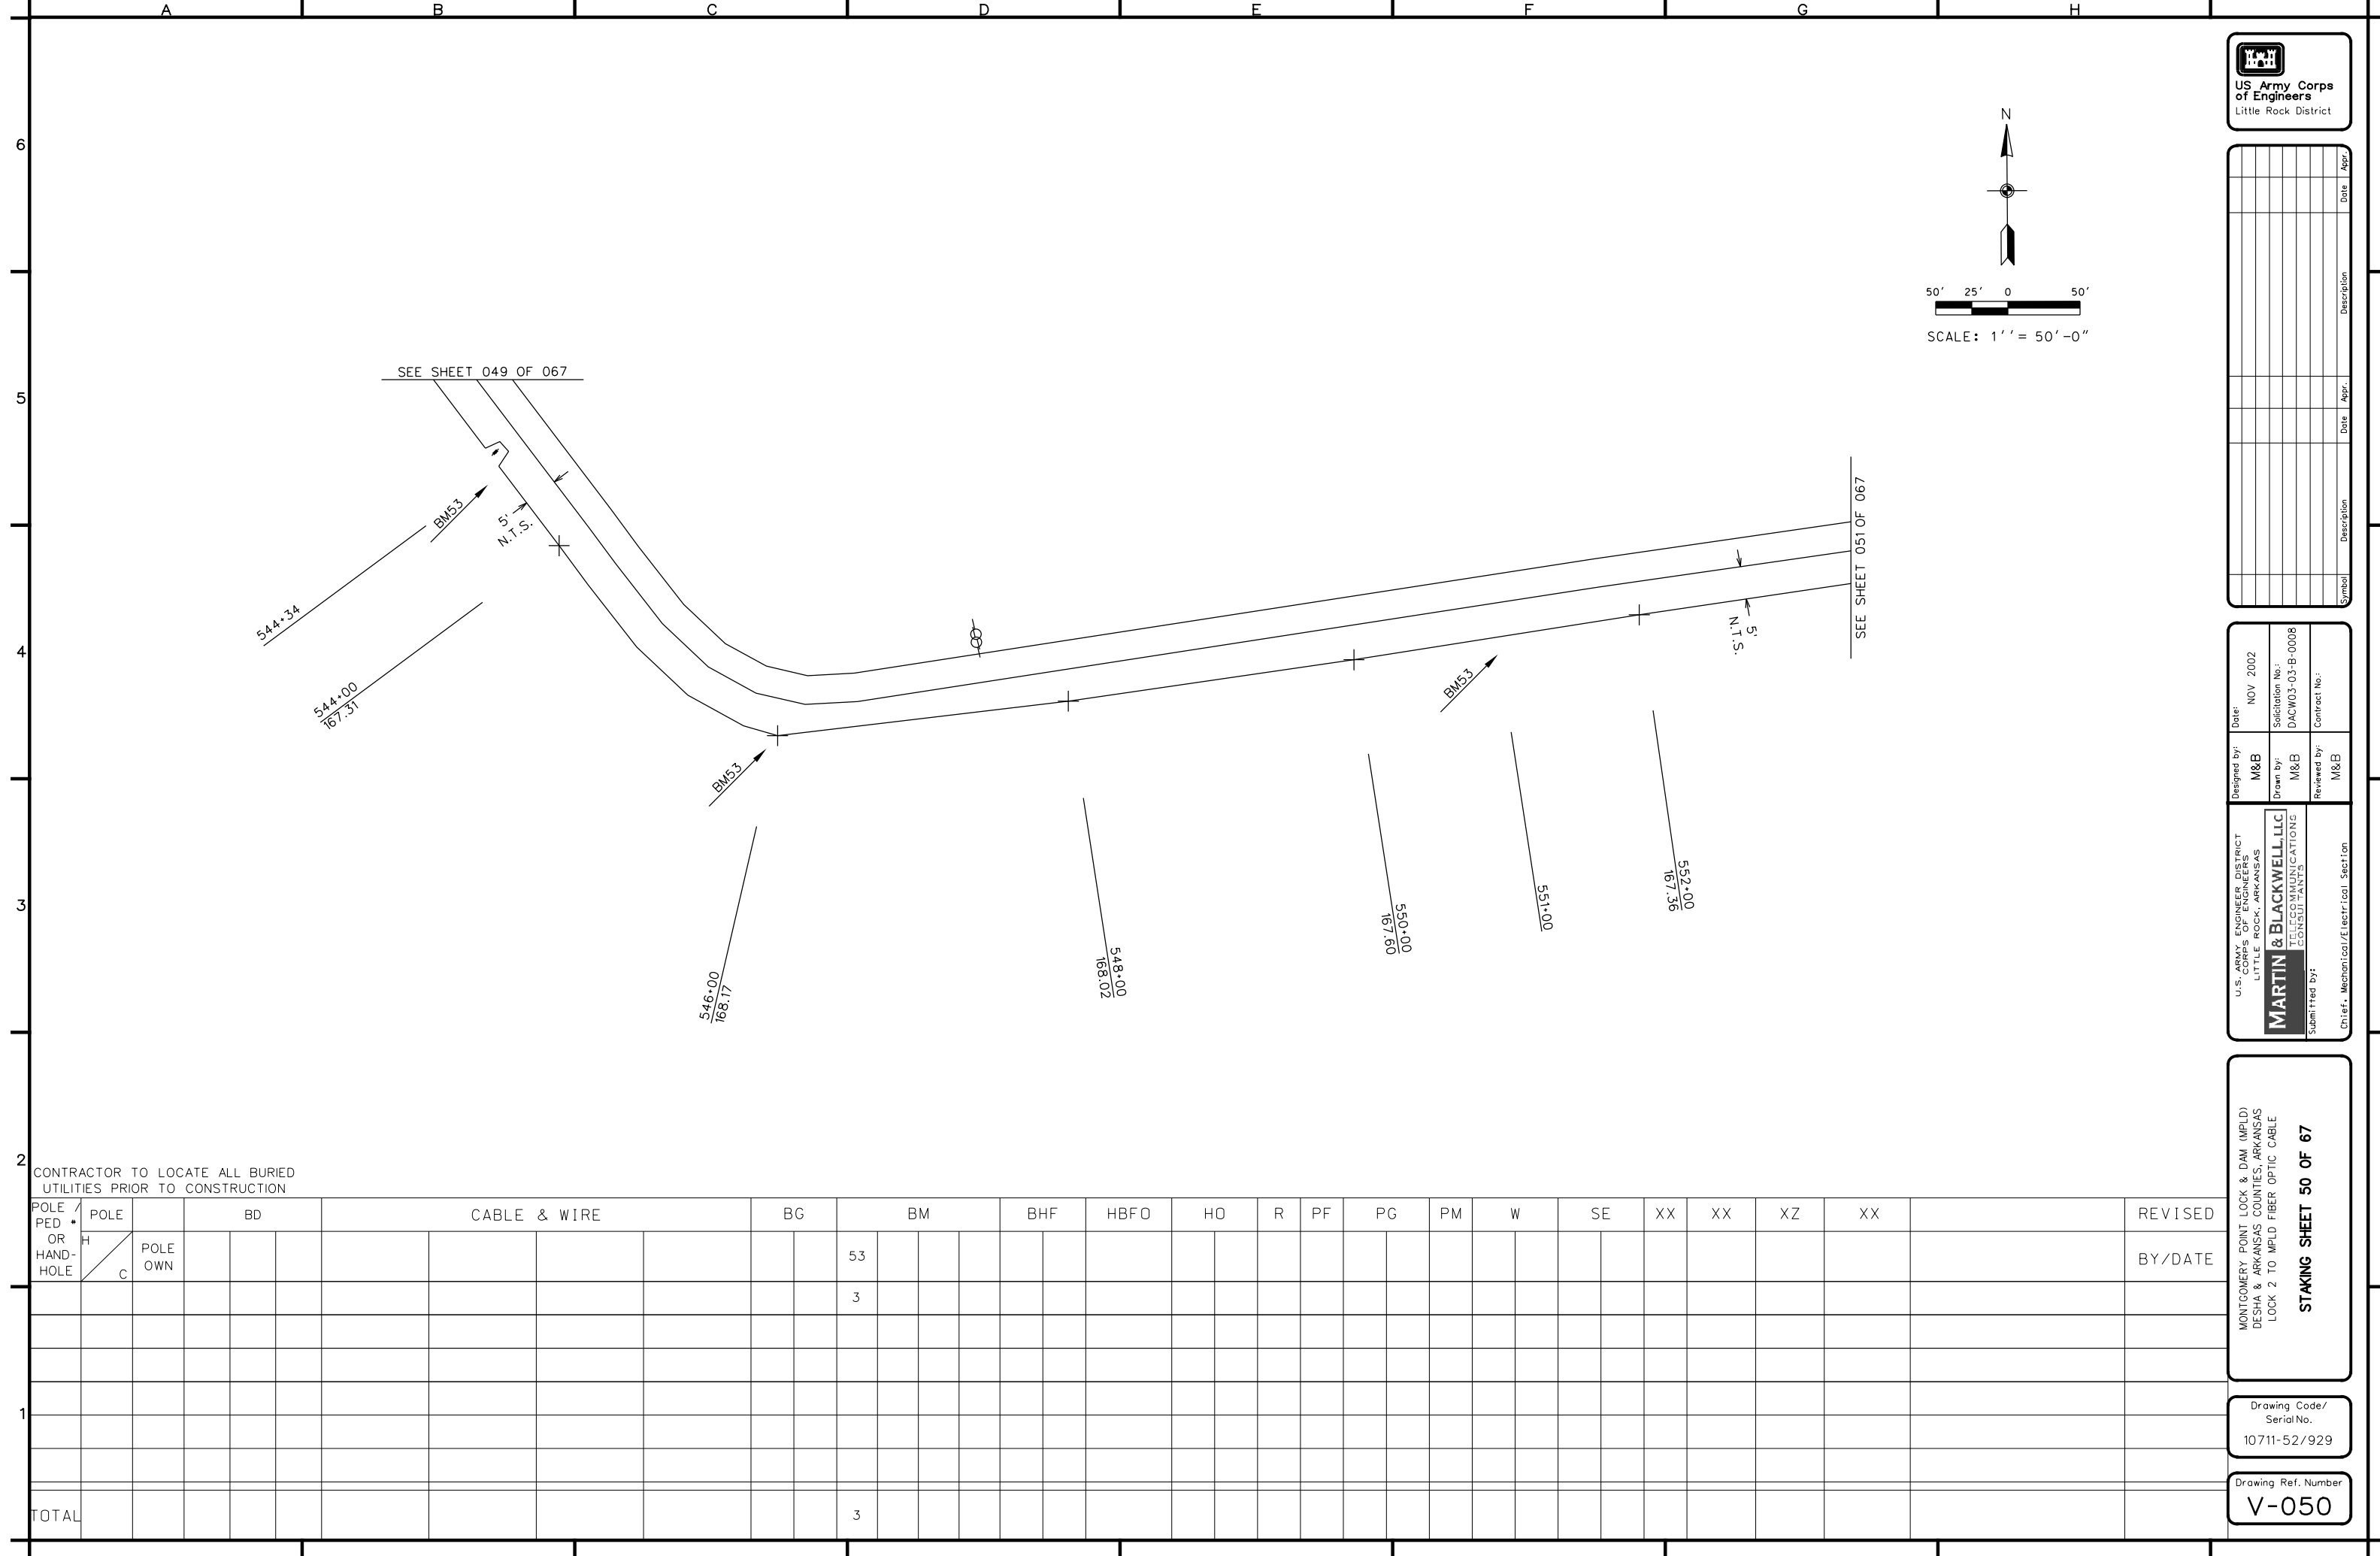 A
B
C
D
E
F
G
H
6
5
4
3
2
1
US Army Corps
of Engineers
Little Rock District
N
50' 25' 0 50'
SCALE: 1''= 50'-0"
SEE SHEET 049 OF 067
BM53
5'
N.T.S.
544+34
544+00
167.31
BM53
546+00
168.17
548+00
168.02
550+00
167.60
BM53
551+00
552+00
167.36
5'
N.T.S.
SEE SHEET 051 OF 067
Symbol
Description
Date
Appr.
Description
Date
Appr.
Designed by:
M&B
Date:
NOV 2002
Drawn by:
M&B
Solicitation No.:
DACW03-03-B-0008
Reviewed by:
M&B
Contract No.:
U.S. ARMY ENGINEER DISTRICT
CORPS OF ENGINEERS
LITTLE ROCK, ARKANSAS
MARTIN & BLACKWELL, LLC
TELECOMMUNICATIONS
CONSULTANTS
Submitted by:
Chief, Mechanical/Electrical Section
MONTGOMERY POINT LOCK & DAM (MPLD)
DESHA & ARKANSAS COUNTIES, ARKANSAS
LOCK 2 TO MPLD FIBER OPTIC CABLE
STAKING SHEET 50 OF 67
Drawing Code/
Serial No.
10711-52/929
Drawing Ref. Number
V-050
CONTRACTOR TO LOCATE ALL BURIED
UTILITIES PRIOR TO CONSTRUCTION
POLE /
PED *
OR
HAND-
HOLE
POLE
H
C
POLE
OWN
BD
CABLE & WIRE
BG
BM
BHF
HBFO
HO
R
PF
PG
PM
W
SE
XX
XX
XZ
XX
REVISED
BY/DATE
53
3
TOTAL
3